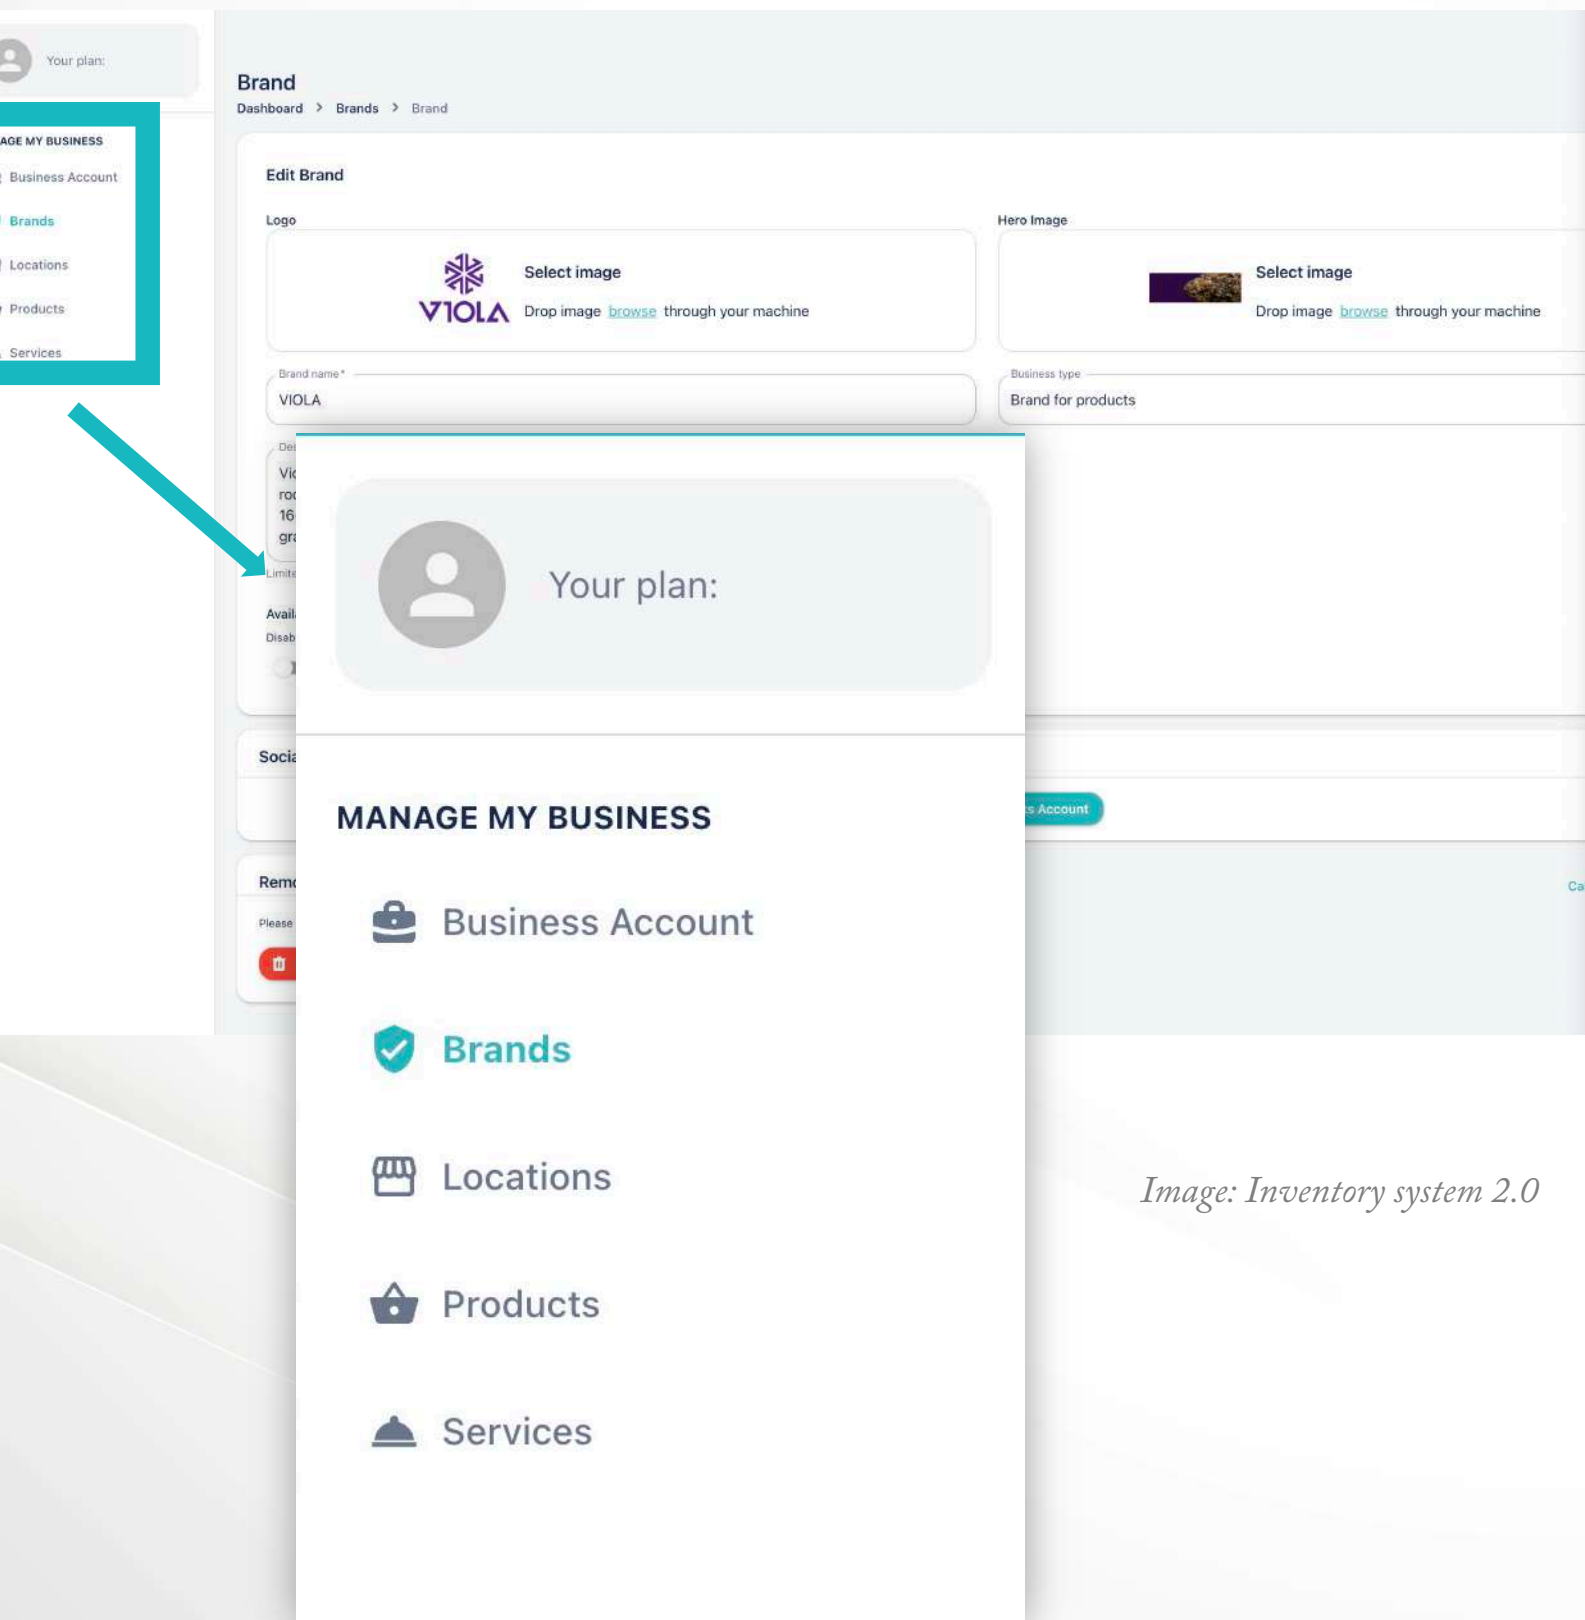 Your plan:
Brand
Dashboard > Brands > Brand
AGE MY BUSINESS
Business Account
Brands
Locations
Products
Services
Edit Brand
Logo
Hero Image
VIOLA
Select image
Drop image browse through your machine
Select image
Drop image browse through your machine
Brand name*
VIOLA
Business type
Brand for products
16
Your plan:
MANAGE MY BUSINESS
Business Account
Brands
Locations
Products
Services
Account
Please
Image: Inventory system 2.0